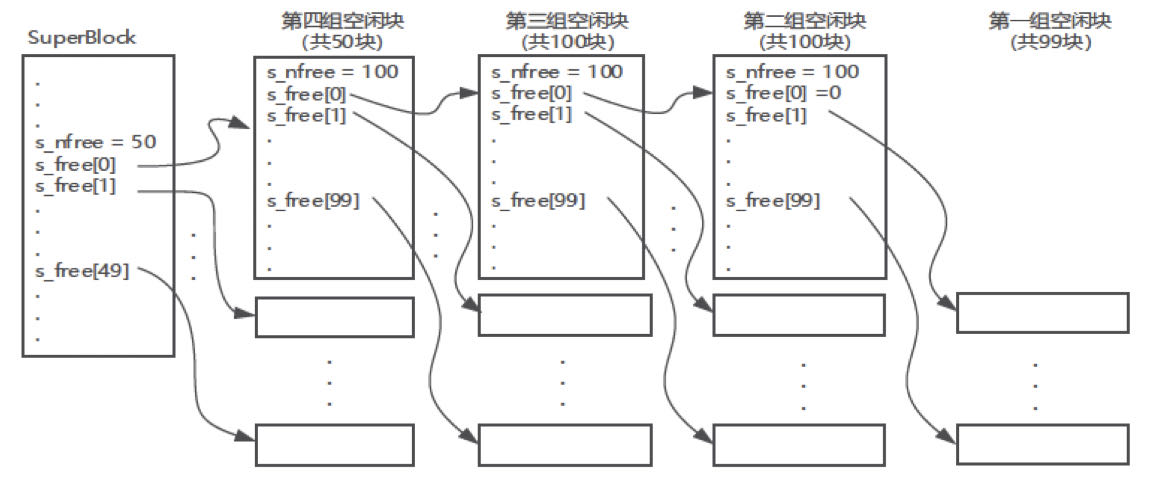 SuperBlock
.
.
.
s_nfree = 50
s_free[0]
s_free[1]
.
.
.
s_free[49]
.
.
.
第四组空闲块
(共50块)
s_nfree = 100
s_free[0]
s_free[1]
.
.
.
s_free[99]
.
.
.
第三组空闲块
(共100块)
s_nfree = 100
s_free[0]
s_free[1]
.
.
.
s_free[99]
.
.
.
第二组空闲块
(共100块)
s_nfree = 100
s_free[0] =0
s_free[1]
.
.
.
s_free[99]
.
.
.
第一组空闲块
(共99块)